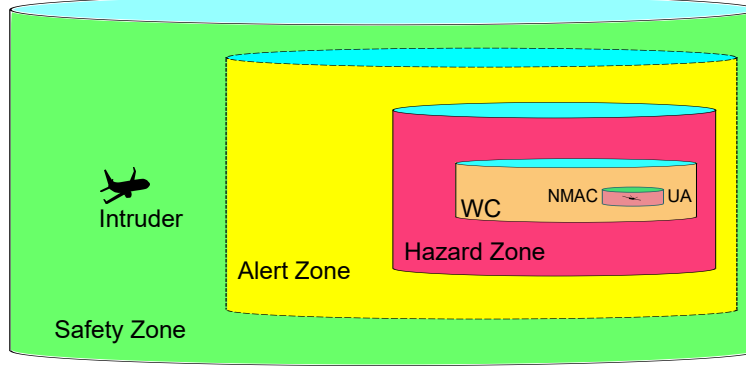 Intruder
NMAC UA
WC
Hazard Zone
Alert Zone
Safety Zone